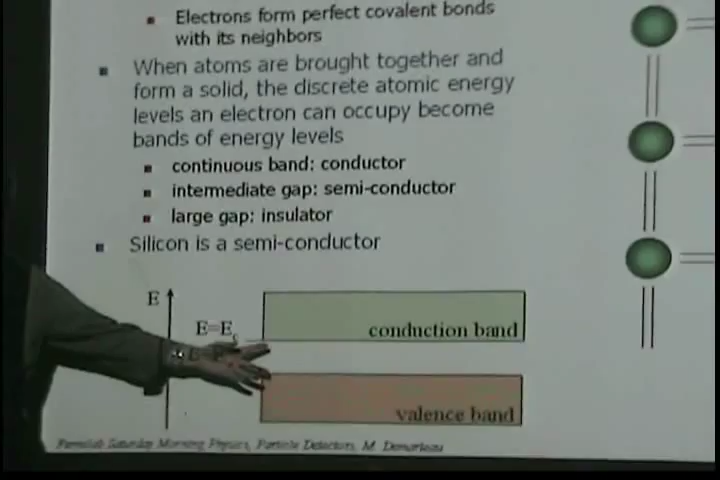 Electrons form perfect covalent bonds
with its neighbors
When atoms are brought together and
form a solid, the discrete atomic energy
levels an electron can occupy become
bands of energy levels
continuous band: conductor
intermediate gap: semi-conductor
large gap: insulator
Silicon is a semi-conductor
E
E=Ec
conduction band
valence band
Fermilab Saturday Morning Physics, Particle Detectors, M. Demarteau